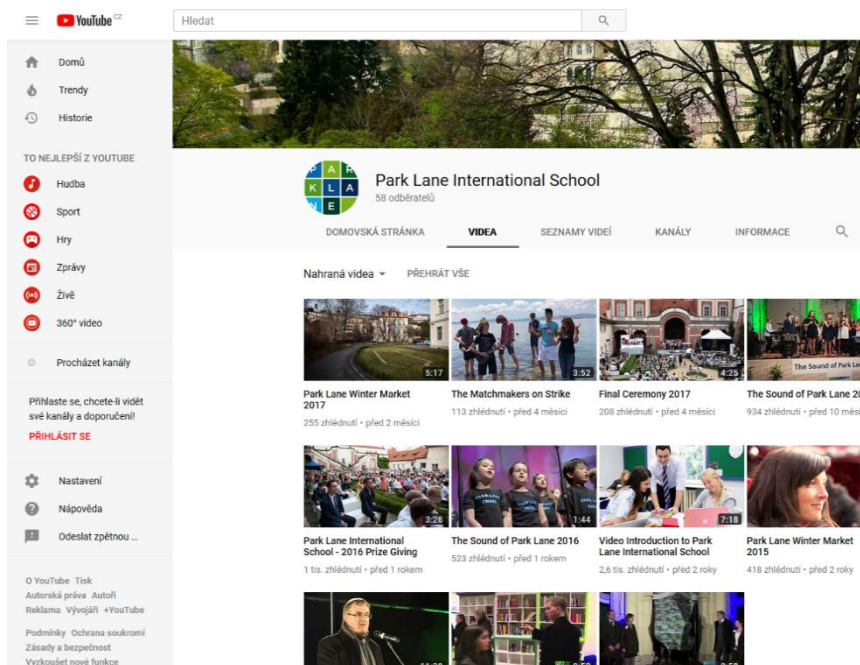 YouTube CZ
Hledat
Domů
Trendy
Historie
TO NEJLEPŠÍ Z YOUTUBE
Hudba
Sport
Hry
Zprávy
Živě
360° video
Procházet kanály
Přihlaste se, chcete-li vidět
své kanály a doporučení!
PŘIHLÁSIT SE
Nastavení
Nápověda
Odeslat zpětnou ...
O YouTube Tisk
Autorská práva Autoři
Reklama Vývojáři +YouTube
Podmínky Ochrana soukromí
Zásady a bezpečnost
Vyzkoušet nové funkce
P A R
K L A
N E
Park Lane International School
58 odběratelů
DOMOVSKÁ STRÁNKA VIDEA SEZNAMY VIDEÍ KANÁLY INFORMACE
Nahraná videa PŘEHRÁT VŠE
5:17 3:52 4:25
The Sound of Park La
Park Lane Winter Market
2017
255 zhlédnutí • před 2 měsíci
The Matchmakers on Strike
113 zhlédnutí • před 4 měsíci
Final Ceremony 2017
208 zhlédnutí • před 4 měsíci
The Sound of Park Lane 20
934 zhlédnutí • před 10 měsí
3:28 1:44 7:18
Park Lane International
School - 2016 Prize Giving
1 tis. zhlédnutí • před 1 rokem
The Sound of Park Lane 2016
523 zhlédnutí • před 1 rokem
Video Introduction to Park
Lane International School
2,6 tis. zhlédnutí • před 2 roky
Park Lane Winter Market
2015
418 zhlédnutí • před 2 roky